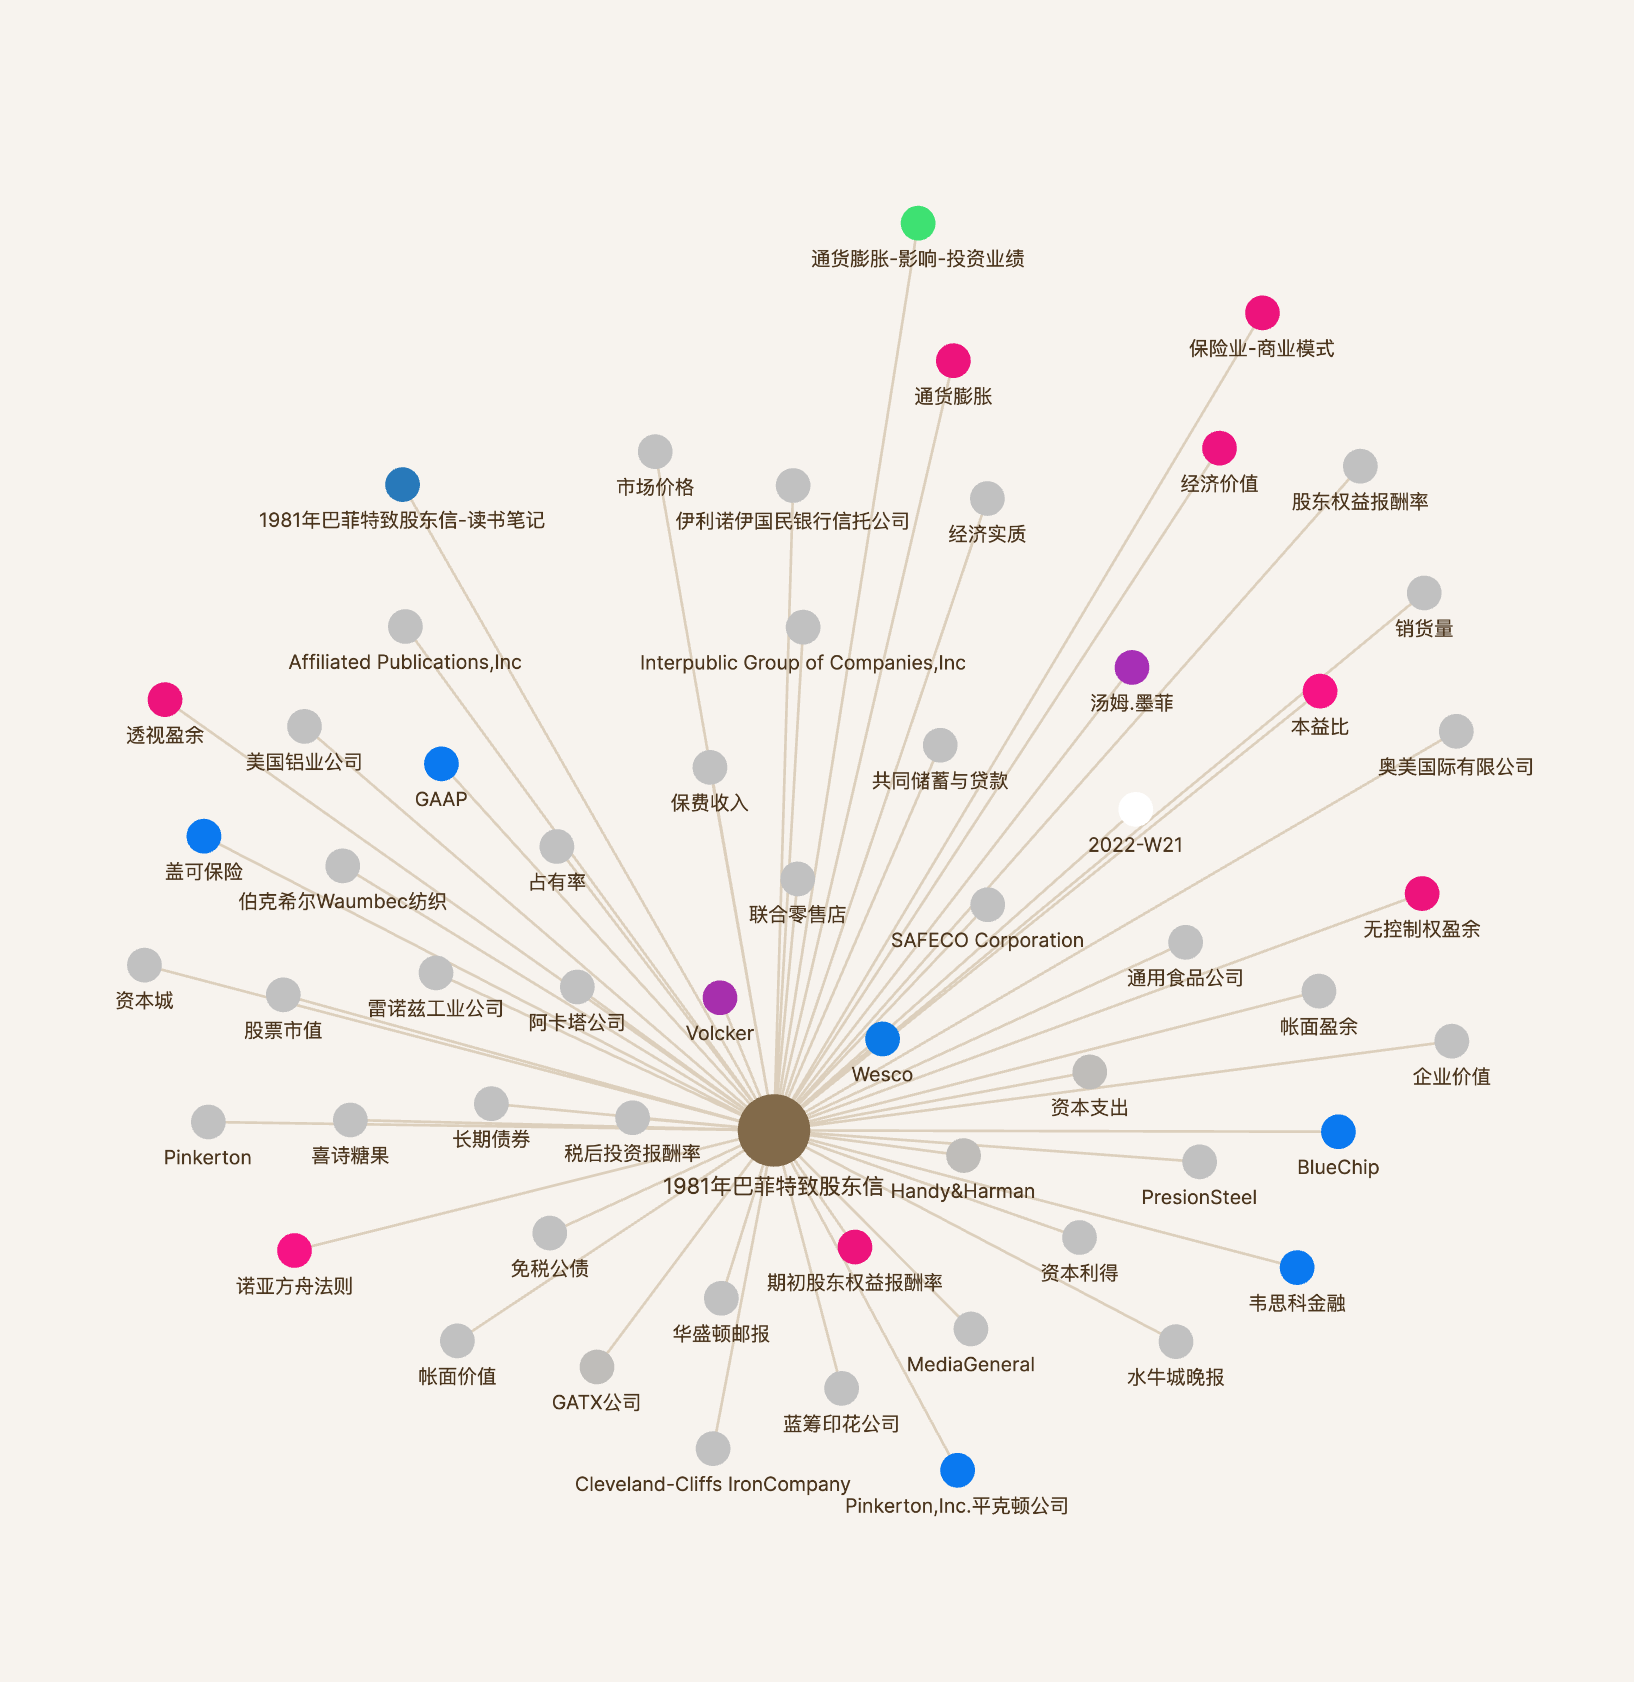 通货膨胀-影响-投资业绩
保险业-商业模式
通货膨胀
市场价格
经济价值
股东权益报酬率
1981年巴菲特致股东信-读书笔记
伊利诺伊国民银行信托公司
经济实质
销货量
Affiliated Publications,Inc
Interpublic Group of Companies,Inc
汤姆.墨菲
本益比
透视盈余
美国铝业公司
奥美国际有限公司
GAAP
保费收入
共同储蓄与贷款
2022-W21
盖可保险
占有率
伯克希尔Waumbec纺织
联合零售店
无控制权盈余
SAFECO Corporation
通用食品公司
资本城
雷诺兹工业公司
阿卡塔公司
股票市值
Volcker
帐面盈余
Wesco
企业价值
资本支出
长期债券
税后投资报酬率
Pinkerton
喜诗糖果
BlueChip
1981年巴菲特致股东信
Handy&Harman
PresionSteel
免税公债
资本利得
诺亚方舟法则
期初股东权益报酬率
韦思科金融
华盛顿邮报
MediaGeneral
帐面价值
水牛城晚报
GATX公司
蓝筹印花公司
Cleveland-Cliffs IronCompany
Pinkerton,Inc.平克顿公司